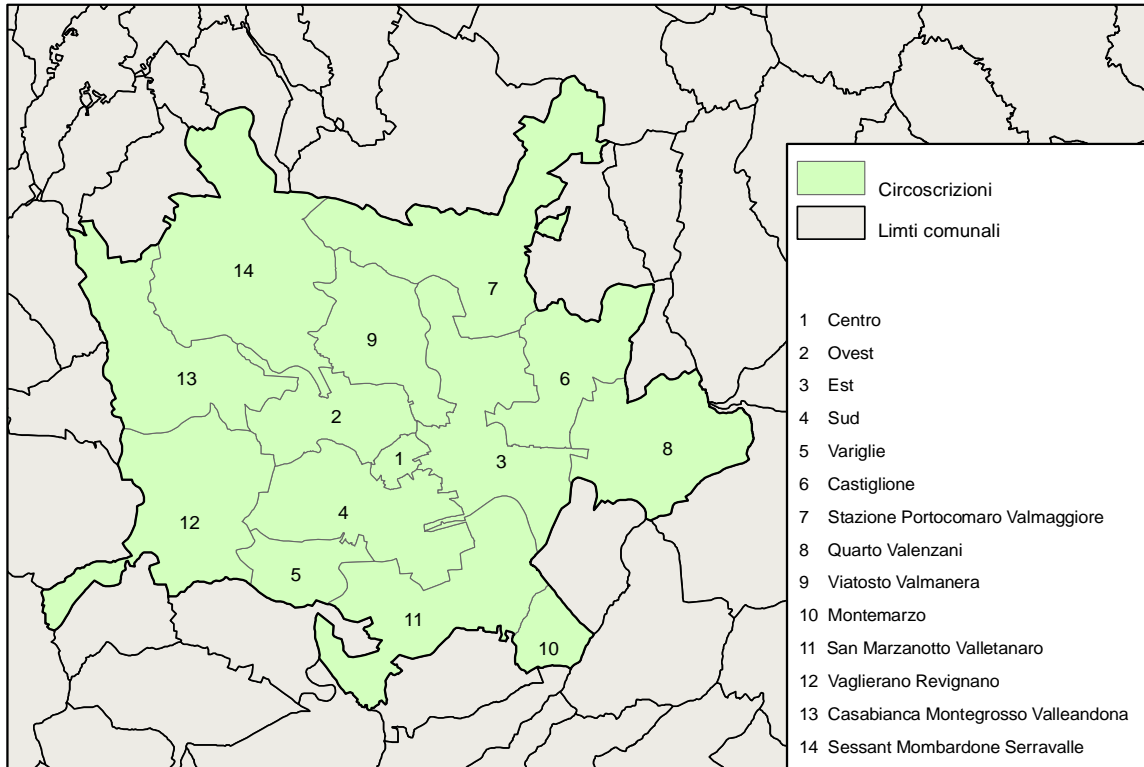 Circoscrizioni
Limti comunali
1 Centro
2 Ovest
3 Est
4 Sud
5 Variglie
6 Castiglione
7 Stazione Portocomaro Valmaggiore
8 Quarto Valenzani
9 Viatosto Valmanera
10 Montemarzo
11 San Marzanotto Valletanaro
12 Vaglierano Revignano
13 Casabianca Montegrosso Valleandona
14 Sessant Mombardone Serravalle
14
7
9
13
6
2
8
1
3
4
12
5
11
10